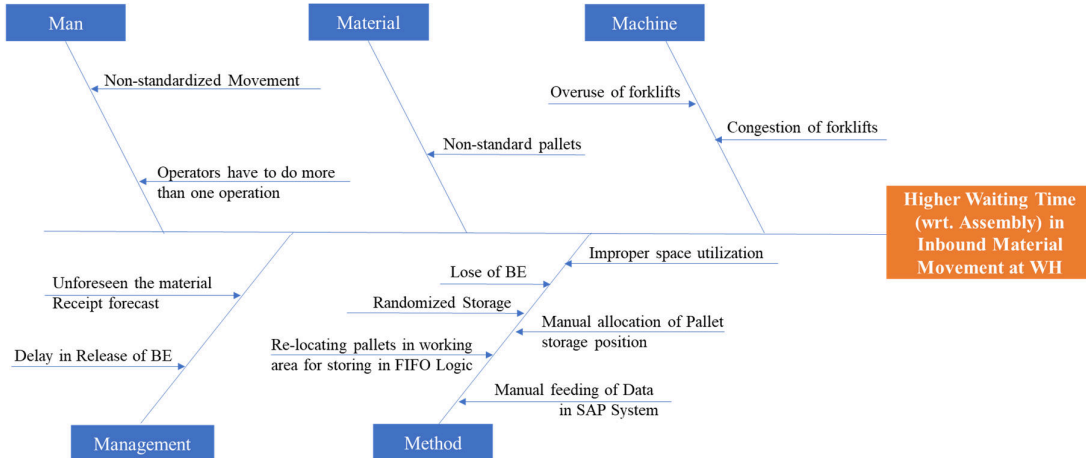 Man
Material
Machine
Non-standardized Movement
Overuse of forklifts
Congestion of forklifts
Non-standard pallets
Operators have to do more
than one operation
Higher Waiting Time
(wrt. Assembly) in
Inbound Material
Movement at WH
Improper space utilization
Lose of BE
Unforeseen the material
Receipt forecast
Randomized Storage
Manual allocation of Pallet
storage position
Re-locating pallets in working
area for storing in FIFO Logic
Delay in Release of BE
Manual feeding of Data
in SAP System
Management
Method